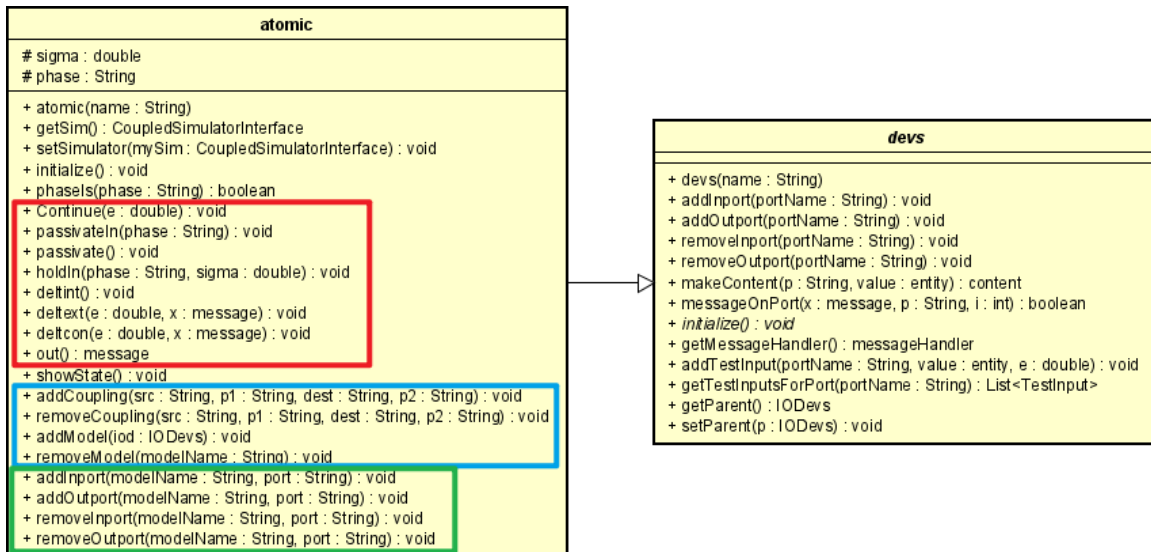 atomic
# sigma : double
# phase : String
+ atomic(name : String)
+ getSim() : CoupledSimulatorInterface
+ setSimulator(mySim : CoupledSimulatorInterface) : void
+ initialize() : void
+ phaseIs(phase : String) : boolean
+ Continue(e : double) : void
+ passivateIn(phase : String) : void
+ passivate() : void
+ holdIn(phase : String, sigma : double) : void
+ deltint() : void
+ deltext(e : double, x : message) : void
+ deltcon(e : double, x : message) : void
+ out() : message
+ showState() : void
+ addCoupling(src : String, p1 : String, dest : String, p2 : String) : void
+ removeCoupling(src : String, p1 : String, dest : String, p2 : String) : void
+ addModel(iod : IODevs) : void
+ removeModel(modelName : String) : void
+ addInport(modelName : String, port : String) : void
+ addOutport(modelName : String, port : String) : void
+ removeInport(modelName : String, port : String) : void
+ removeOutport(modelName : String, port : String) : void
devs
+ devs(name : String)
+ addInport(portName : String) : void
+ addOutport(portName : String) : void
+ removeInport(portName : String) : void
+ removeOutport(portName : String) : void
+ makeContent(p : String, value : entity) : content
+ messageOnPort(x : message, p : String, i : int) : boolean
+ initialize() : void
+ getMessageHandler() : messageHandler
+ addTestInput(portName : String, value : entity, e : double) : void
+ getTestInputsForPort(portName : String) : List<TestInput>
+ getParent() : IODevs
+ setParent(p : IODevs) : void